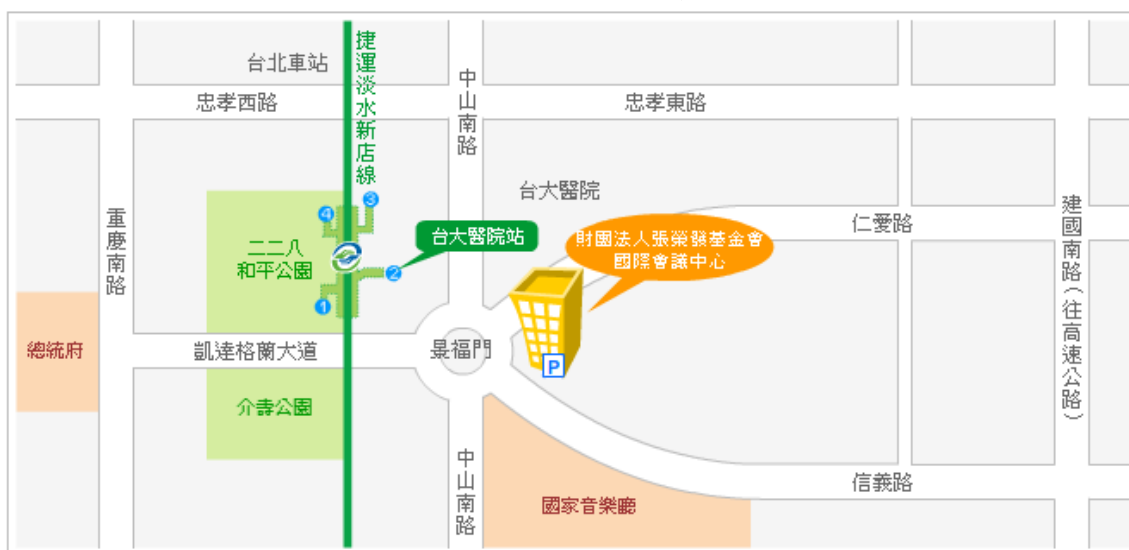 台北車站
捷運淡水新店線
中山南路
忠孝西路
忠孝東路
台大醫院
3
4
重慶南路
二二八
和平公園
台大醫院站
2
1
財團法人張榮發基金會
國際會議中心
仁愛路
建國南路(往高速公路)
總統府
凱達格蘭大道
景福門
P
介壽公園
中山南路
國家音樂廳
信義路